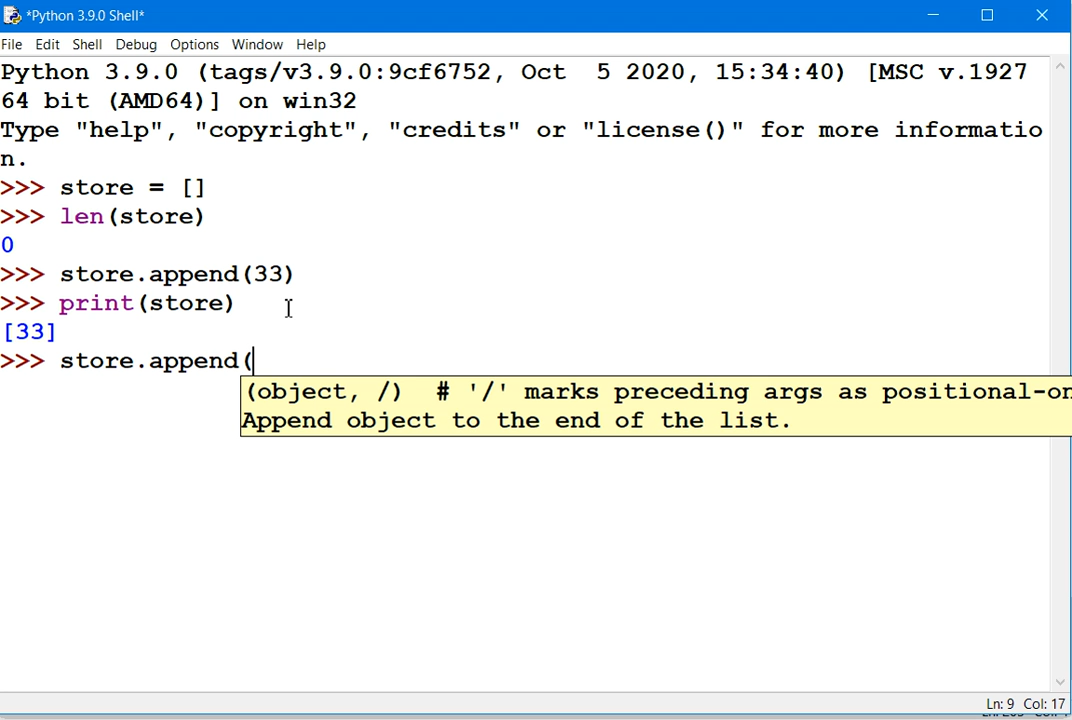 *Python 3.9.0 Shell*
File Edit Shell Debug Options Window Help
Python 3.9.0 (tags/v3.9.0:9cf6752, Oct  5 2020, 15:34:40) [MSC v.1927
64 bit (AMD64)] on win32
Type "help", "copyright", "credits" or "license()" for more informatio
n.
>>> store = []
>>> len(store)
0
>>> store.append(33)
>>> print(store)
[33]
>>> store.append(
(object, /)  # '/' marks preceding args as positional-on
Append object to the end of the list.
Ln: 9 Col: 17